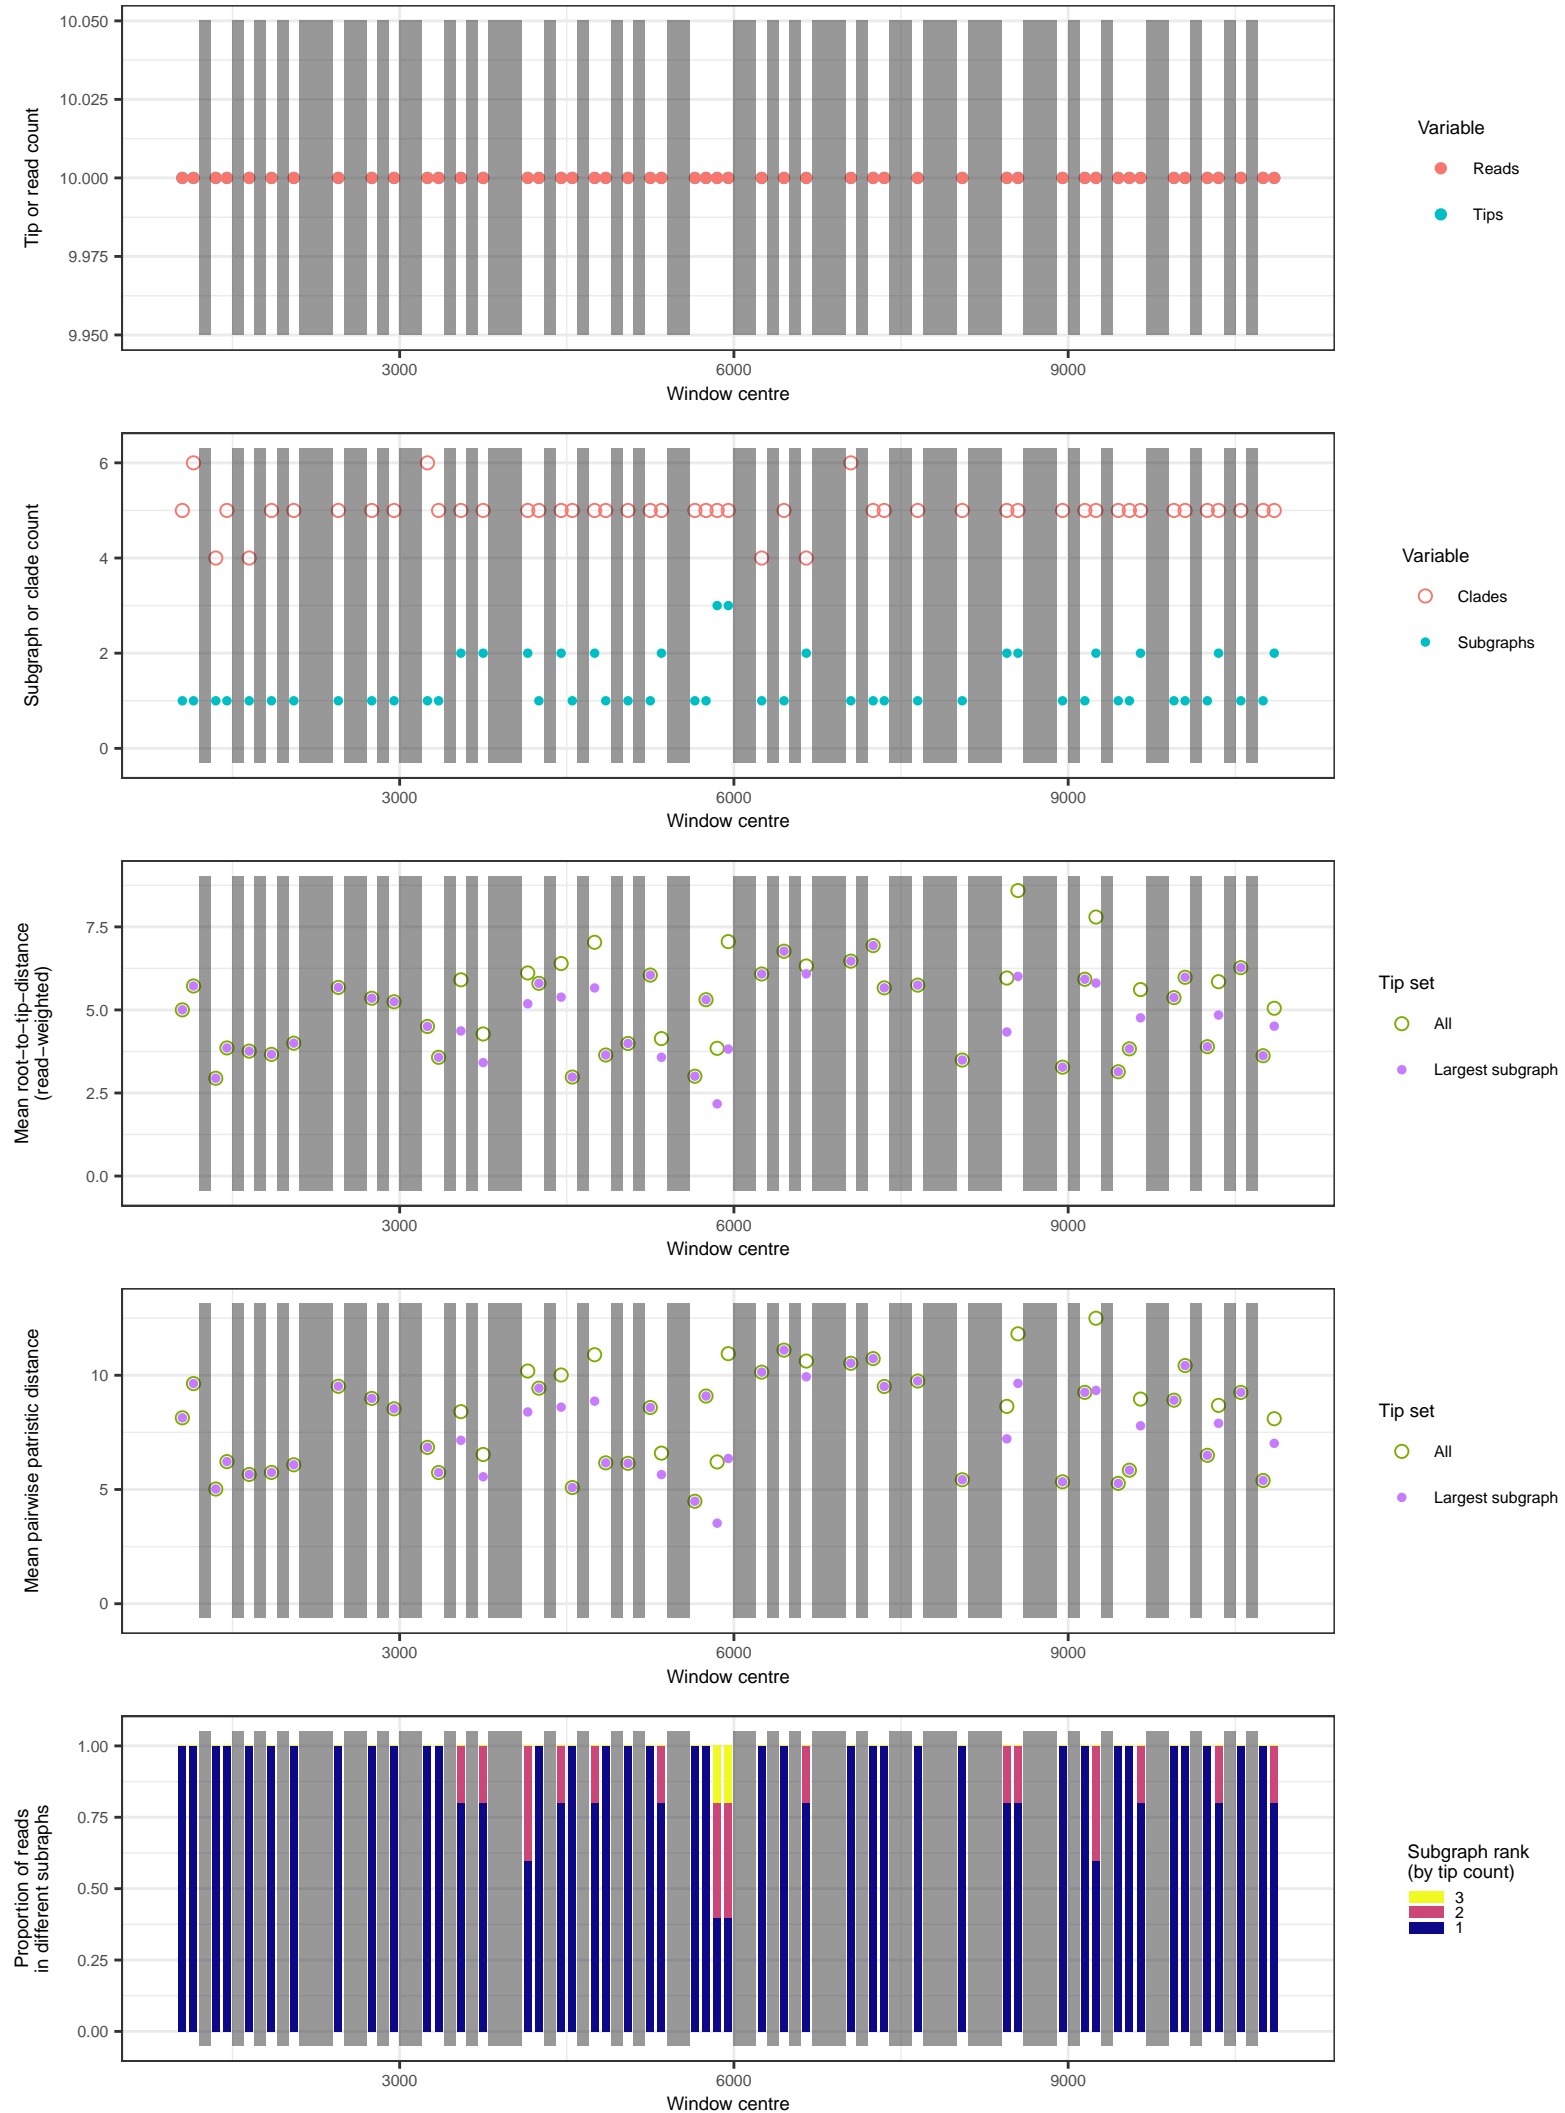 10.050
10.025
10.000
9.975
9.950
Tip or read count
3000
6000
9000
Window centre
Variable
Reads
Tips
6
4
2
0
Subgraph or clade count
3000
6000
9000
Window centre
Variable
Clades
Subgraphs
7.5
5.0
2.5
0.0
Mean root−to−tip−distance
(read−weighted)
3000
6000
9000
Window centre
Tip set
All
Largest subgraph
10
5
0
Mean pairwise patristic distance
3000
6000
9000
Window centre
Tip set
All
Largest subgraph
1.00
0.75
0.50
0.25
0.00
Proportion of reads
in different subraphs
3000
6000
9000
Window centre
Subgraph rank
(by tip count)
3
2
1